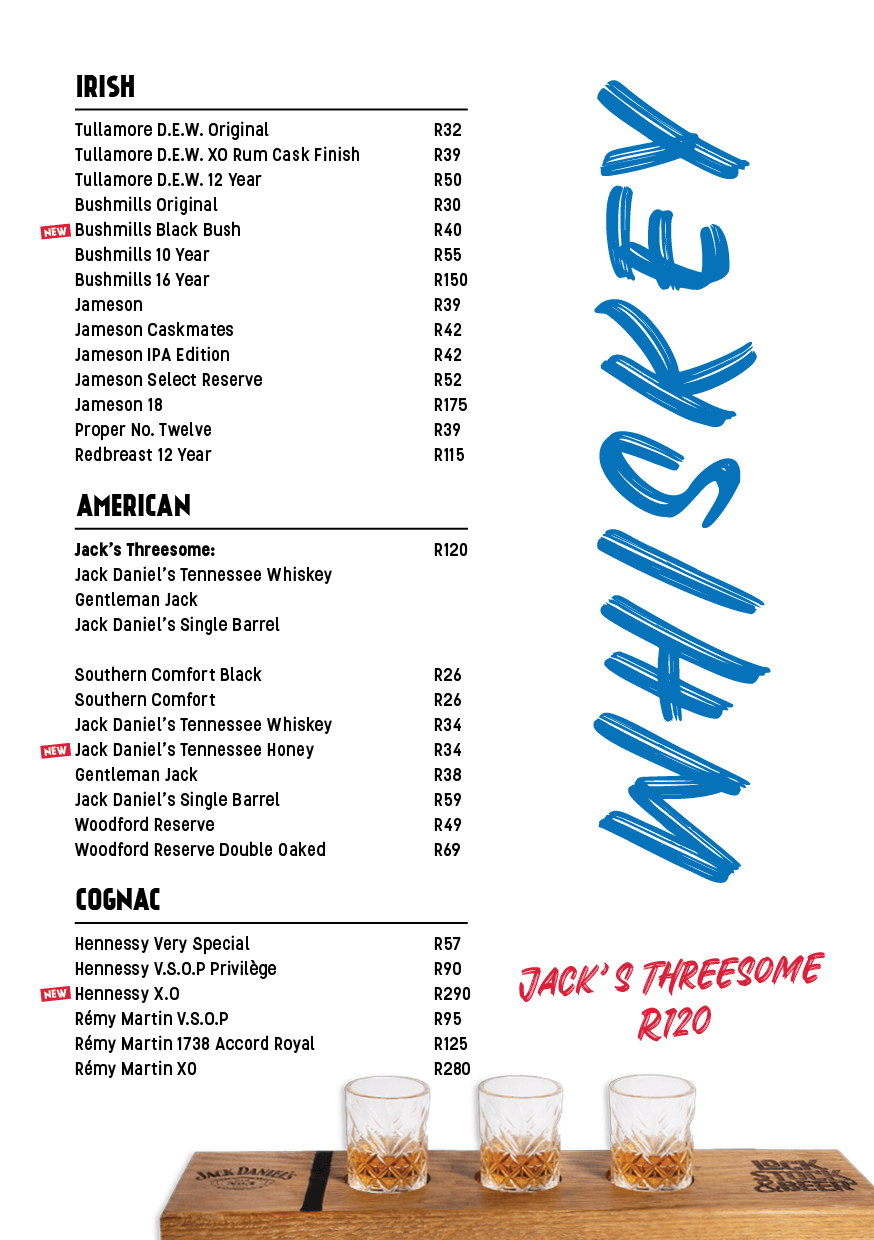 IRISH
Tullamore D.E.W. Original R32
Tullamore D.E.W. XO Rum Cask Finish R39
Tullamore D.E.W. 12 Year R50
Bushmills Original R30
NEW Bushmills Black Bush R40
Bushmills 10 Year R55
Bushmills 16 Year R150
Jameson R39
Jameson Caskmates R42
Jameson IPA Edition R42
Jameson Select Reserve R52
Jameson 18 R175
Proper No. Twelve R39
Redbreast 12 Year R115
AMERICAN
Jack's Threesome: R120
Jack Daniel's Tennessee Whiskey
Gentleman Jack
Jack Daniel's Single Barrel
Southern Comfort Black R26
Southern Comfort R26
Jack Daniel's Tennessee Whiskey R34
NEW Jack Daniel's Tennessee Honey R34
Gentleman Jack R38
Jack Daniel's Single Barrel R59
Woodford Reserve R49
Woodford Reserve Double Oaked R69
COGNAC
Hennessy Very Special R57
Hennessy V.S.O.P Privilège R90
NEW Hennessy X.O R290
Rémy Martin V.S.O.P R95
Rémy Martin 1738 Accord Royal R125
Rémy Martin XO R280
WHISKEY
JACK'S THREESOME
R120
JACK DANIEL'S
LOCK
STOCK
&BEER